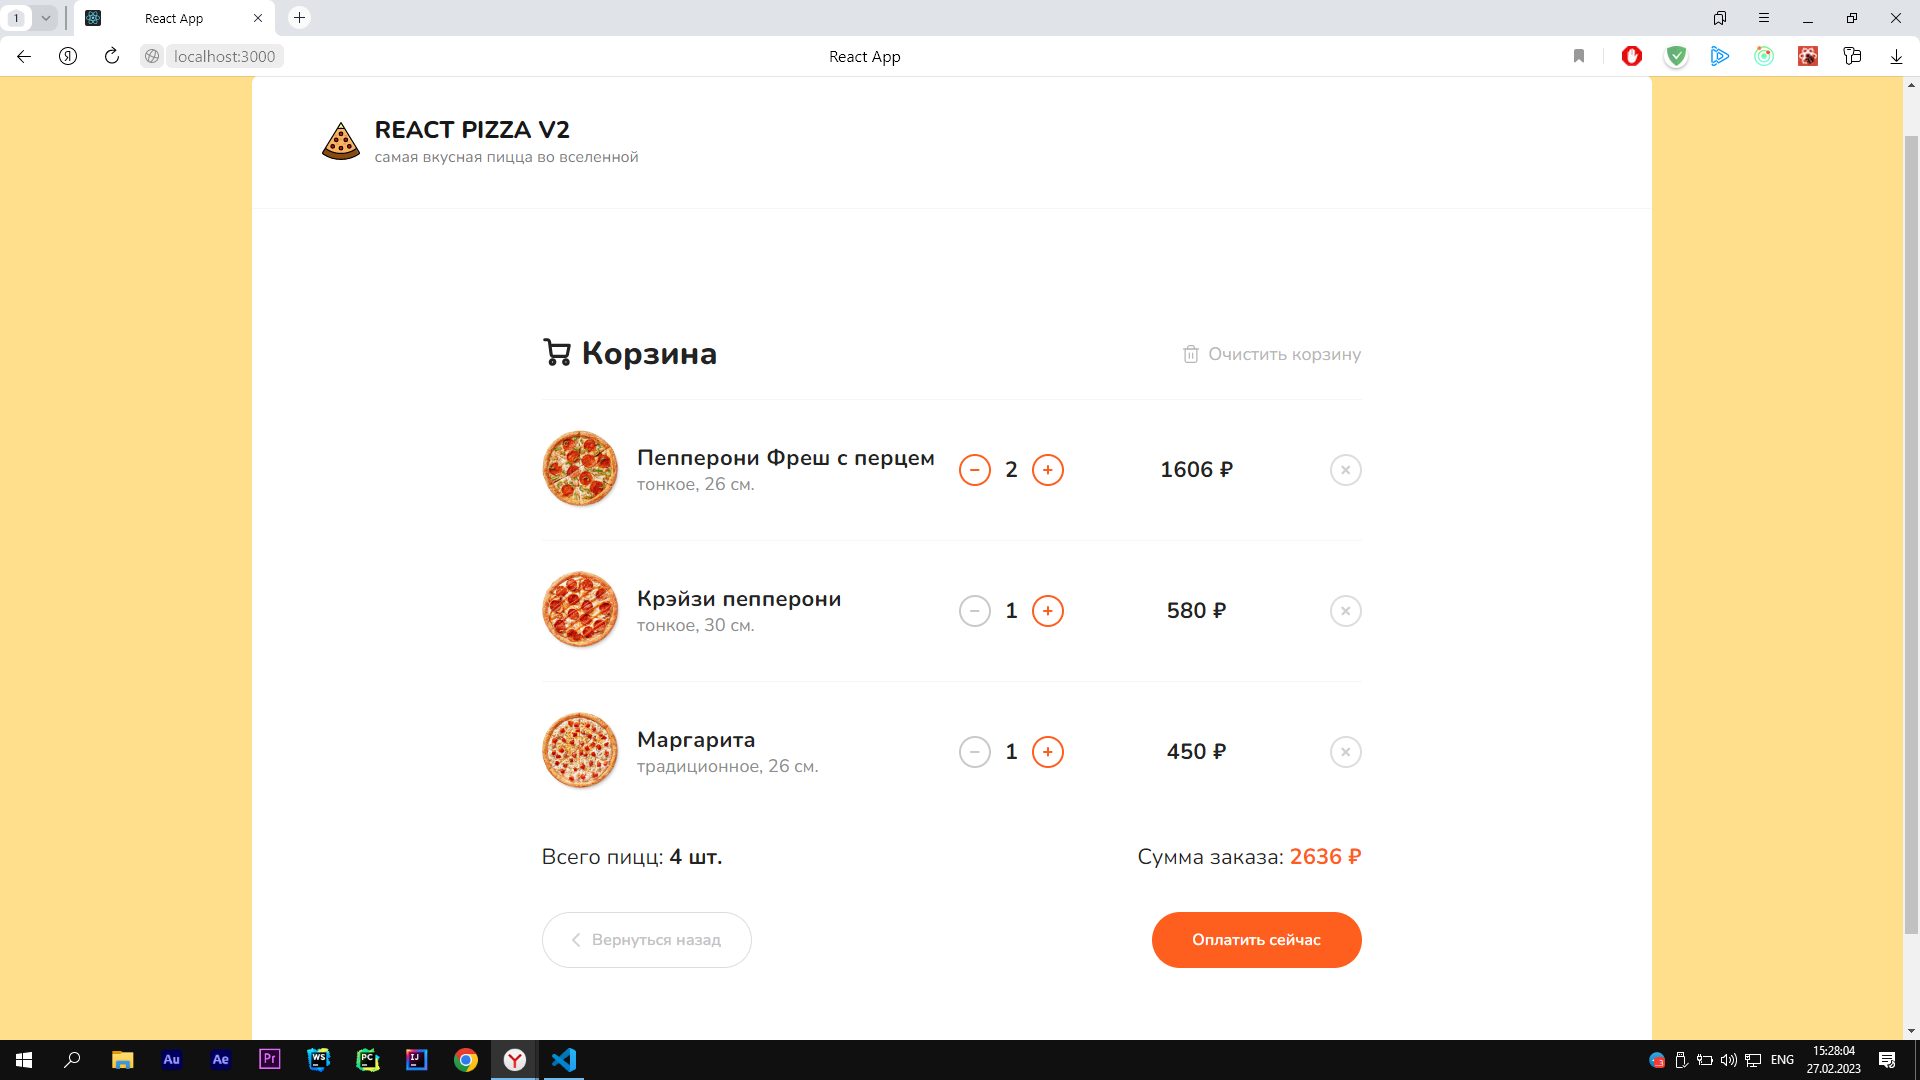 1
React App
Я
localhost:3000
React App
REACT PIZZA V2
самая вкусная пицца во вселенной
Корзина
Очистить корзину
Пепперони Фреш с перцем
тонкое, 26 см.
2
1606 ₽
Крэйзи пепперони
тонкое, 30 см.
1
580 ₽
Маргарита
традиционное, 26 см.
1
450 ₽
Всего пицц: 4 шт.
Сумма заказа: 2636 ₽
Вернуться назад
Оплатить сейчас
Au
Ae
Pr
WS
PC
IJ
Y
3
ENG
15:28:04
27.02.2023